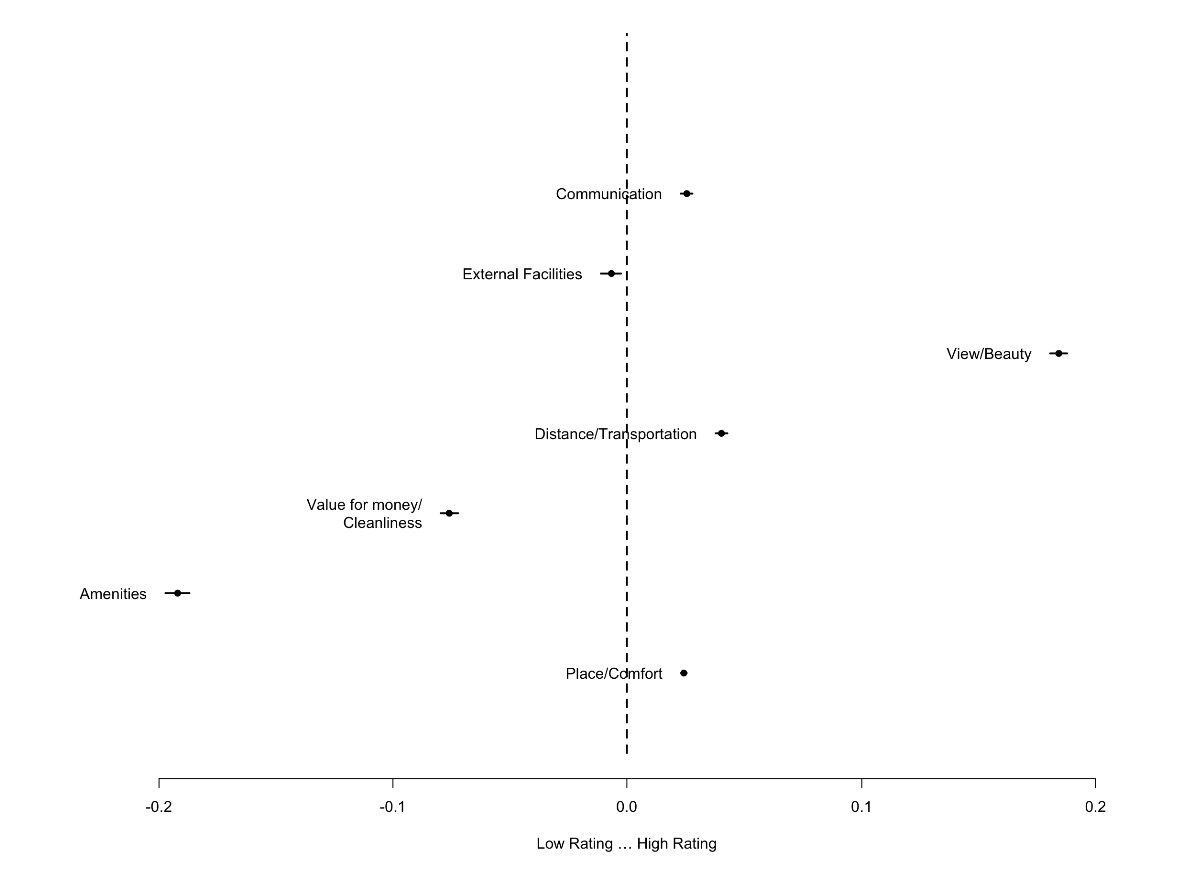 Communication
External Facilities
View/Beauty
Distance/Transportation
Value for money/
Cleanliness
Amenities
Place/Comfort
-0.2 -0.1 0.0 0.1 0.2
Low Rating … High Rating